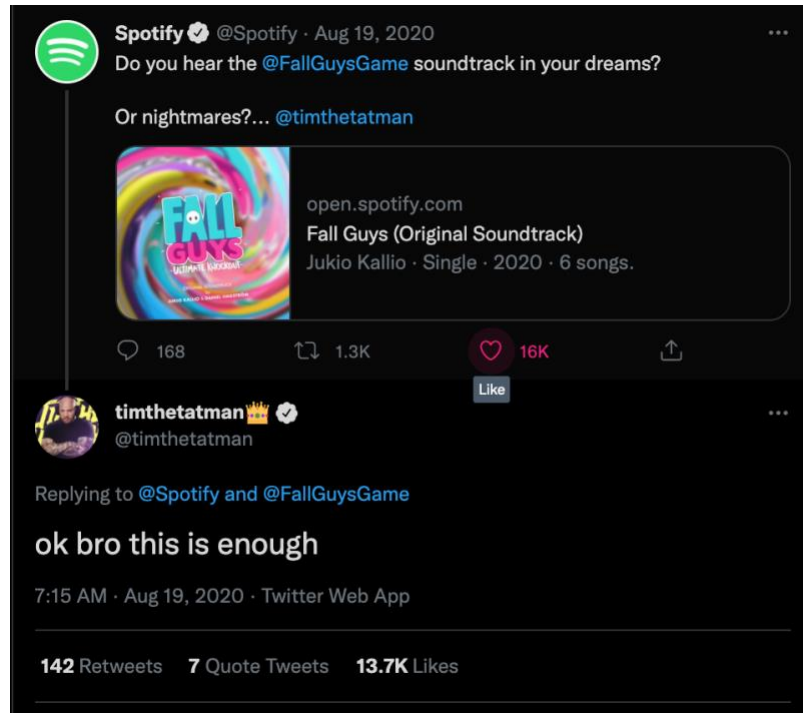 Spotify @Spotify · Aug 19, 2020
Do you hear the @FallGuysGame soundtrack in your dreams?
Or nightmares?... @timthetatman
FALL
GUYS
ULTIMATE KNOCKOUT
open.spotify.com
Fall Guys (Original Soundtrack)
Jukio Kallio · Single · 2020 · 6 songs.
168 1.3K 16K
Like
timthetatman👑
@timthetatman
Replying to @Spotify and @FallGuysGame
ok bro this is enough
7:15 AM · Aug 19, 2020 · Twitter Web App
142 Retweets 7 Quote Tweets 13.7K Likes